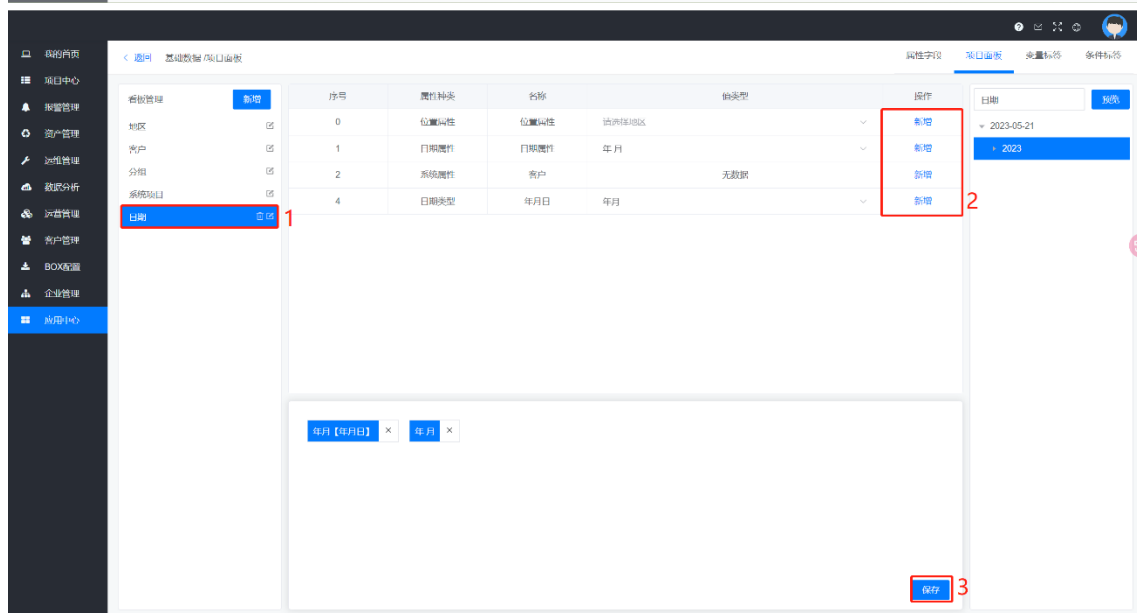 我的首页
项目中心
报警管理
资产管理
运维管理
数据分析
运营管理
客户管理
BOX配置
企业管理
应用中心
< 返回 基础数据 /项目面板
属性字段 项目面板 变量标签 条件标签
看板管理 新增
地区
客户
分组
系统项目
日期
1
序号 属性种类 名称 值类型 操作
0 位置属性 位置属性 请选择地区 新增
1 日期属性 日期属性 年 月 新增
2 系统属性 客户 无数据 新增
4 日期类型 年月日 年月 新增
2
年月【年月日】 × 年 月 ×
保存
3
日期 预览
2023-05-21
2023